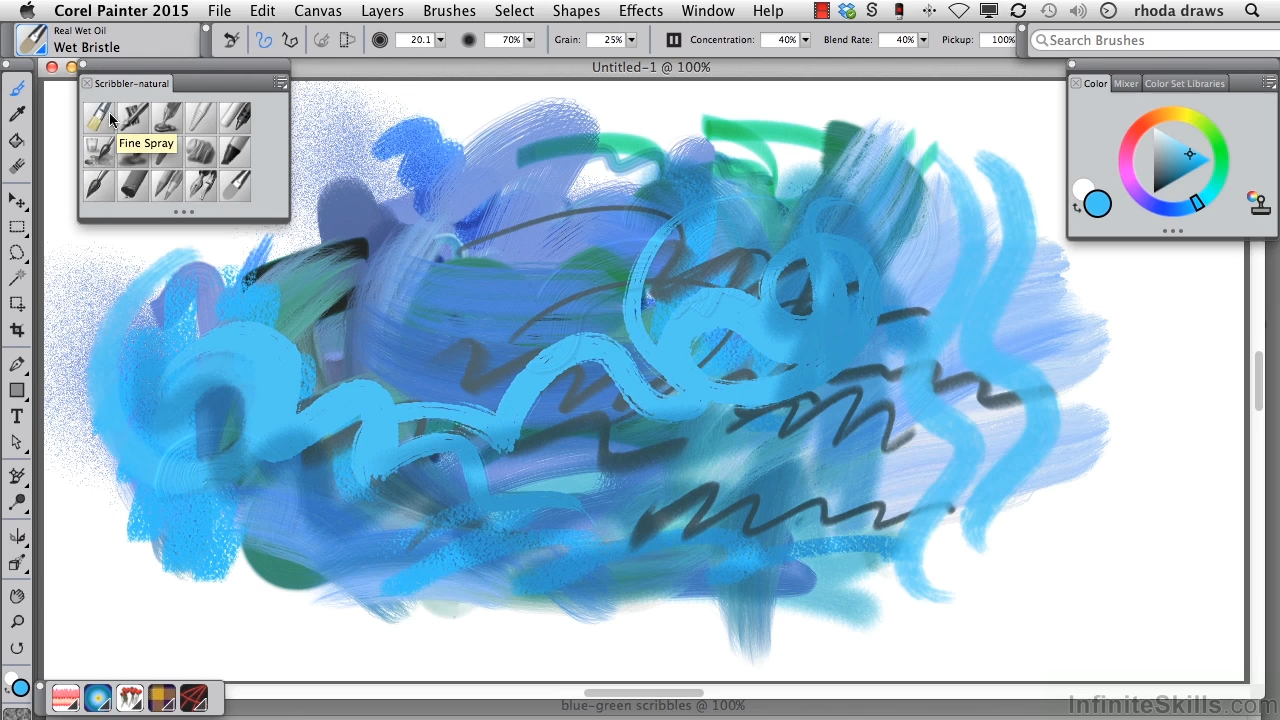 Corel Painter 2015 File Edit Canvas Layers Brushes Select Shapes Effects Window Help rhoda draws
Real Wet Oil
Wet Bristle
20.1 70% Grain: 25% Concentration: 40% Blend Rate: 40% Pickup: 100%
Search Brushes
Untitled-1 @ 100%
Scribbler-natural
Color Mixer Color Set Libraries
Fine Spray
T
blue-green scribbles @ 100%
InfiniteSkills.com